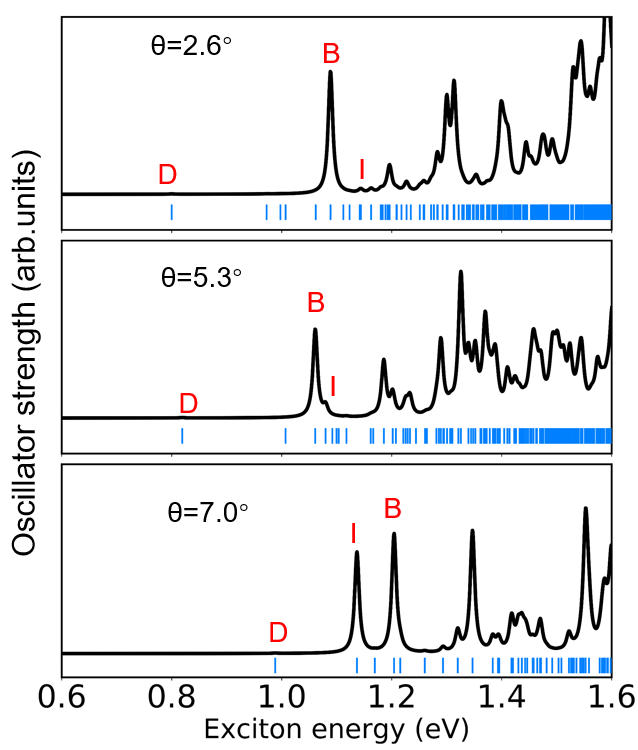 Oscillator strength (arb.units)
θ=2.6°
B
D
I
θ=5.3°
B
I
D
θ=7.0°
B
I
D
0.6 0.8 1.0 1.2 1.4 1.6
Exciton energy (eV)